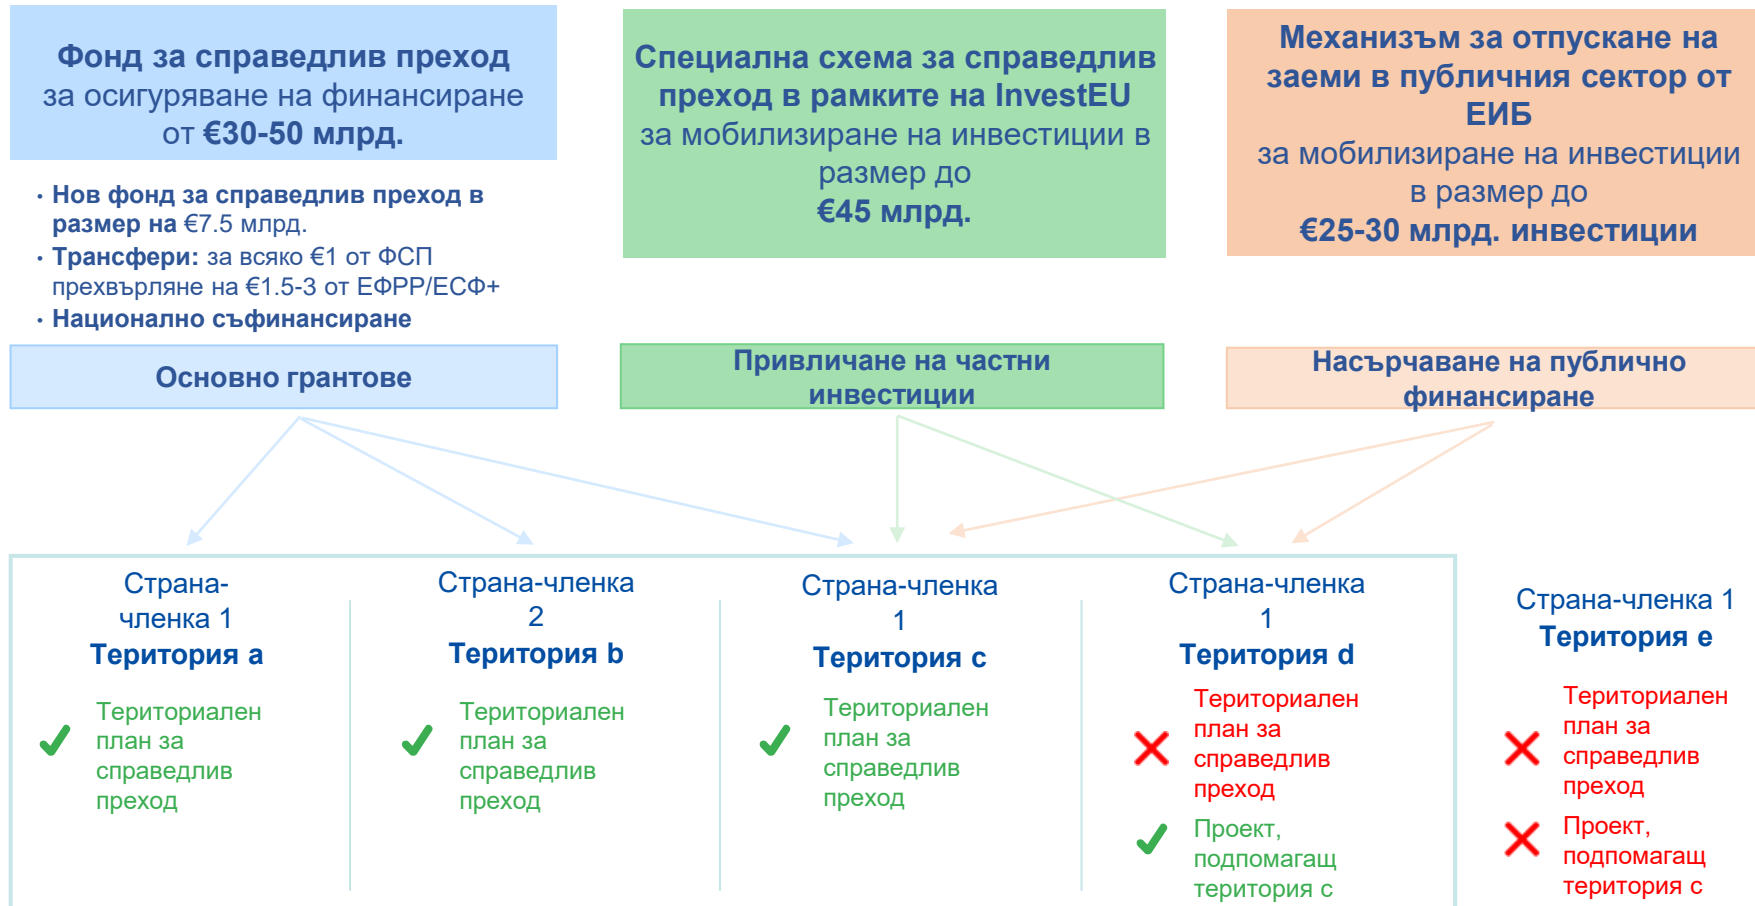 Фонд за справедлив преход
за осигуряване на финансиране
от €30-50 млрд.
• Нов фонд за справедлив преход в
размер на €7.5 млрд.
• Трансфери: за всяко €1 от ФСП
прехвърляне на €1.5-3 от ЕФРР/ЕСФ+
• Национално съфинансиране
Основно грантове
Специална схема за справедлив
преход в рамките на InvestEU
за мобилизиране на инвестиции в
размер до
€45 млрд.
Привличане на частни
инвестиции
Механизъм за отпускане на
заеми в публичния сектор от
ЕИБ
за мобилизиране на инвестиции
в размер до
€25-30 млрд. инвестиции
Насърчаване на публично
финансиране
Страна-
членка 1
Територия a
Териториален
план за
справедлив
преход
Страна-членка
2
Територия b
Териториален
план за
справедлив
преход
Страна-членка
1
Територия c
Териториален
план за
справедлив
преход
Страна-членка
1
Територия d
Териториален
план за
справедлив
преход
Проект,
подпомагащ
територия c
Страна-членка 1
Територия e
Териториален
план за
справедлив
преход
Проект,
подпомагащ
територия c